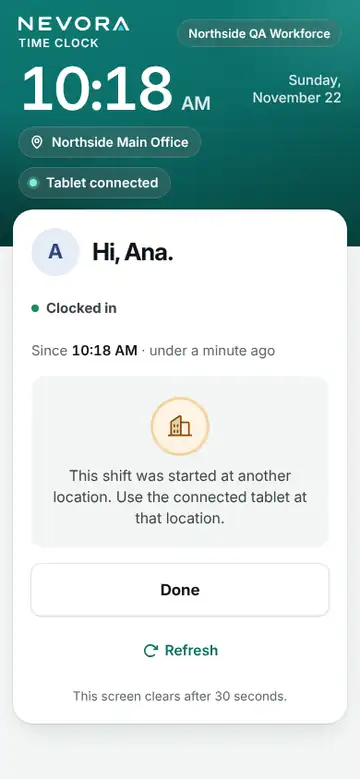 NEVORA
TIME CLOCK
Northside QA Workforce
10:18 AM
Sunday,
November 22
Northside Main Office
Tablet connected
A
Hi, Ana.
Clocked in
Since 10:18 AM · under a minute ago
This shift was started at another
location. Use the connected tablet at
that location.
Done
Refresh
This screen clears after 30 seconds.